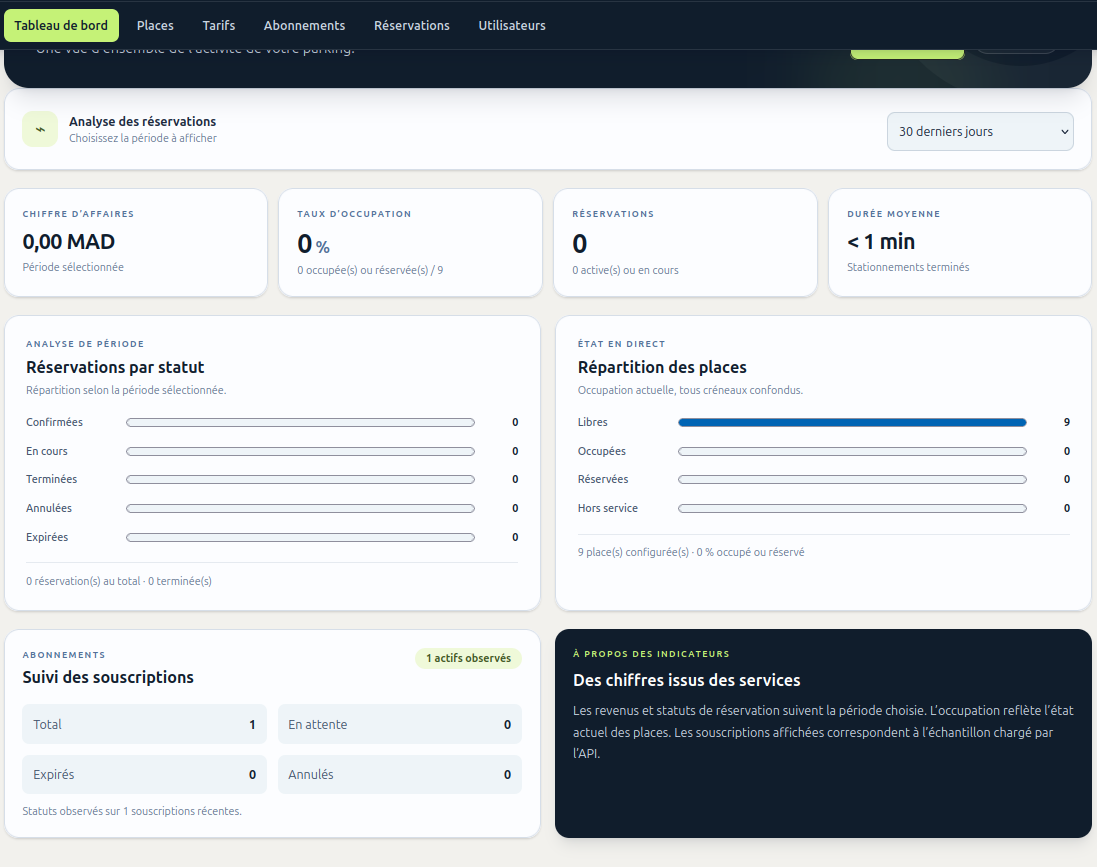 Tableau de bord Places Tarifs Abonnements Réservations Utilisateurs
Une vue d'ensemble de l'activité de votre parking.
Analyse des réservations
Choisissez la période à afficher
30 derniers jours
CHIFFRE D'AFFAIRES
0,00 MAD
Période sélectionnée
TAUX D'OCCUPATION
0 %
0 occupée(s) ou réservée(s) / 9
RÉSERVATIONS
0
0 active(s) ou en cours
DURÉE MOYENNE
< 1 min
Stationnements terminés
ANALYSE DE PÉRIODE
Réservations par statut
Répartition selon la période sélectionnée.
Confirmées 0
En cours 0
Terminées 0
Annulées 0
Expirées 0
0 réservation(s) au total · 0 terminée(s)
ÉTAT EN DIRECT
Répartition des places
Occupation actuelle, tous créneaux confondus.
Libres 9
Occupées 0
Réservées 0
Hors service 0
9 place(s) configurée(s) · 0 % occupé ou réservé
ABONNEMENTS
Suivi des souscriptions
1 actifs observés
Total 1
En attente 0
Expirés 0
Annulés 0
Statuts observés sur 1 souscriptions récentes.
À PROPOS DES INDICATEURS
Des chiffres issus des services
Les revenus et statuts de réservation suivent la période choisie. L'occupation reflète l'état
actuel des places. Les souscriptions affichées correspondent à l'échantillon chargé par
l'API.